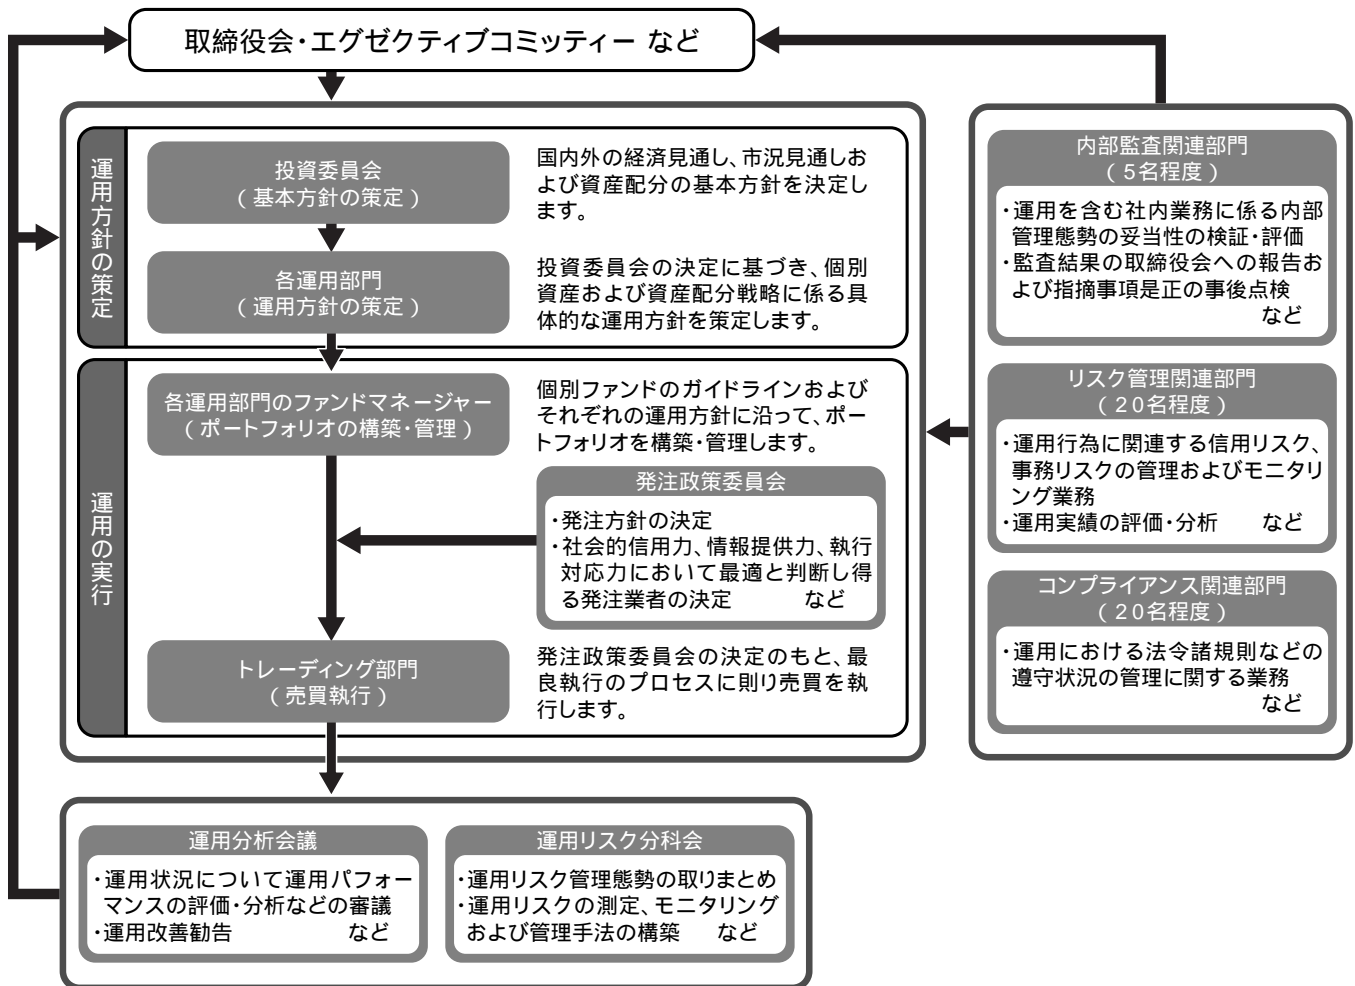 取締役会・エグゼクティブコミッティー など
運用方針の策定
投資委員会
(基本方針の策定)
国内外の経済見通し、市況見通しお
よび資産配分の基本方針を決定し
ます。
各運用部門
(運用方針の策定)
投資委員会の決定に基づき、個別
資産および資産配分戦略に係る具
体的な運用方針を策定します。
運用の実行
各運用部門のファンドマネージャー
(ポートフォリオの構築・管理)
個別ファンドのガイドラインおよび
それぞれの運用方針に沿って、ポー
トフォリオを構築・管理します。
発注政策委員会
・発注方針の決定
・社会的信用力、情報提供力、執行
対応力において最適と判断し得
る発注業者の決定 など
トレーディング部門
(売買執行)
発注政策委員会の決定のもと、最
良執行のプロセスに則り売買を執
行します。
内部監査関連部門
(5名程度)
・運用を含む社内業務に係る内部
管理態勢の妥当性の検証・評価
・監査結果の取締役会への報告お
よび指摘事項是正の事後点検
など
リスク管理関連部門
(20名程度)
・運用行為に関連する信用リスク、
事務リスクの管理およびモニタリ
ング業務
・運用実績の評価・分析 など
コンプライアンス関連部門
(20名程度)
・運用における法令諸規則などの
遵守状況の管理に関する業務
など
運用分析会議
・運用状況について運用パフォー
マンスの評価・分析などの審議
・運用改善勧告 など
運用リスク分科会
・運用リスク管理態勢の取りまとめ
・運用リスクの測定、モニタリング
および管理手法の構築 など